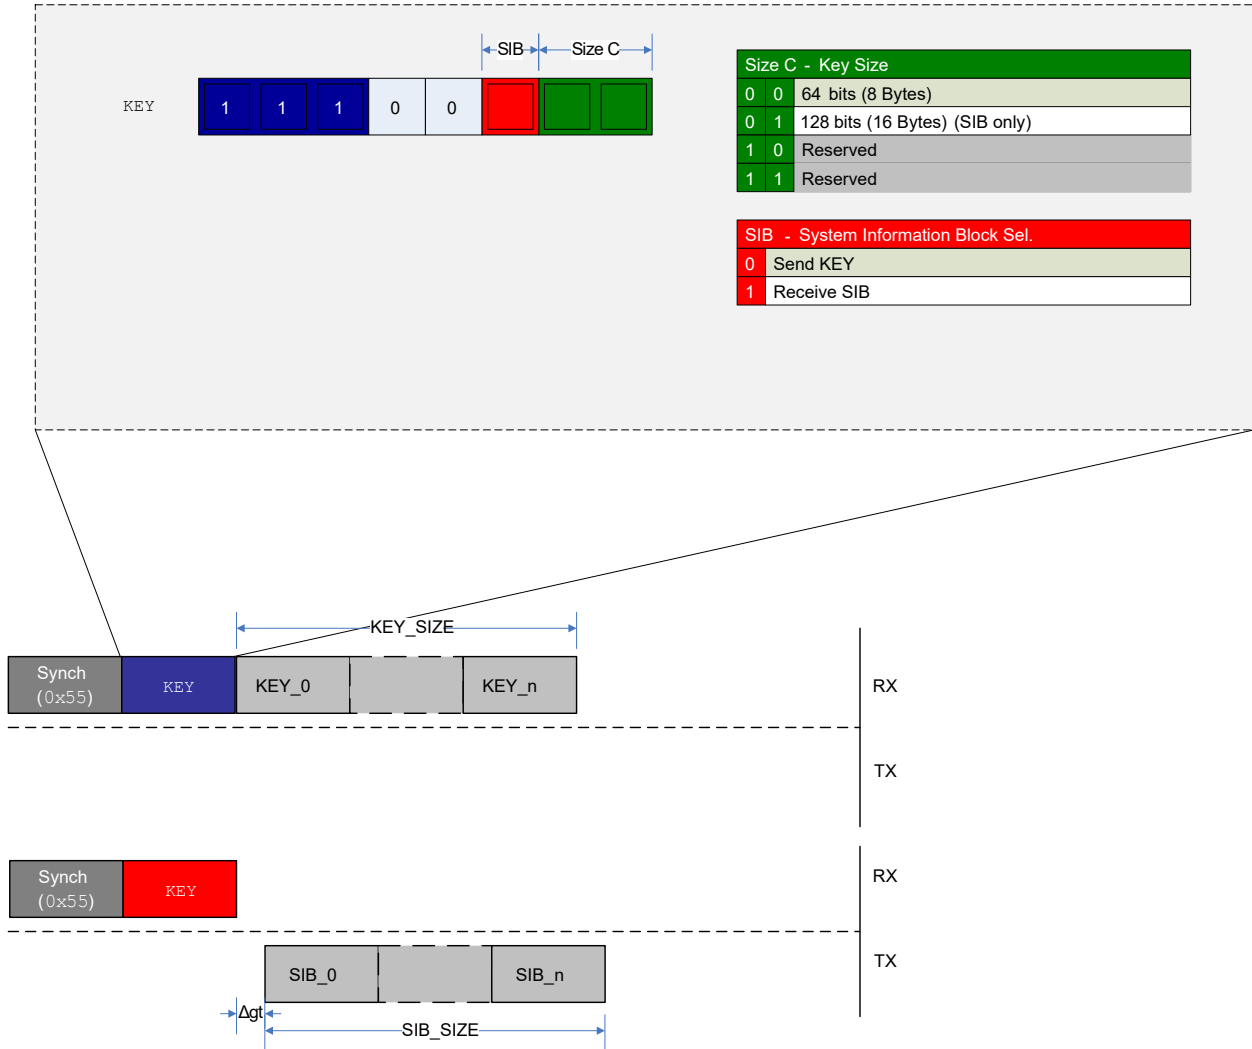 SIB Size C
KEY 1 1 1 0 0
Size C - Key Size
0 0 64 bits (8 Bytes)
0 1 128 bits (16 Bytes) (SIB only)
1 0 Reserved
1 1 Reserved
SIB - System Information Block Sel.
0 Send KEY
1 Receive SIB
KEY_SIZE
Synch
(0x55)
KEY
KEY_0
KEY_n
RX
TX
Synch
(0x55)
KEY
RX
SIB_0
SIB_n
TX
Δgt
SIB_SIZE